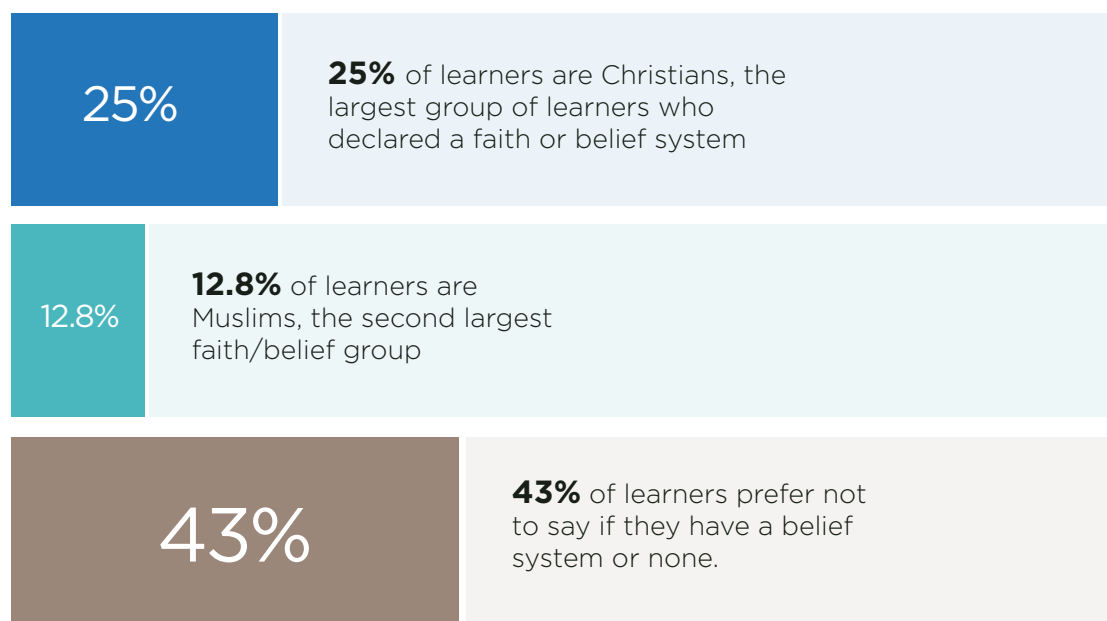 25%
25% of learners are Christians, the
largest group of learners who
declared a faith or belief system
12.8%
12.8% of learners are
Muslims, the second largest
faith/belief group
43%
43% of learners prefer not
to say if they have a belief
system or none.